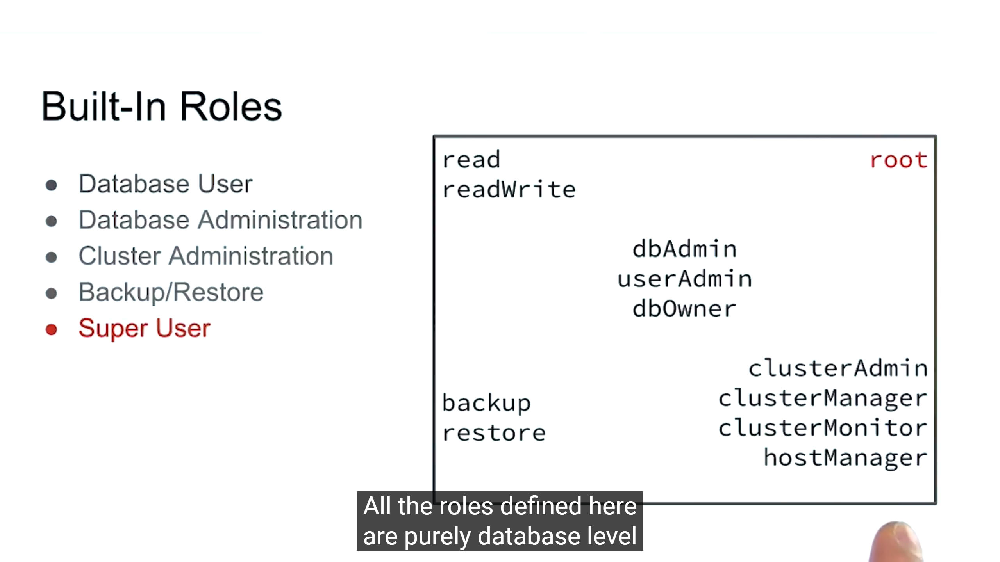 Built-In Roles
● Database User
● Database Administration
● Cluster Administration
● Backup/Restore
● Super User
read
readWrite
root
dbAdmin
userAdmin
dbOwner
backup
restore
clusterAdmin
clusterManager
clusterMonitor
hostManager
All the roles defined here
are purely database level